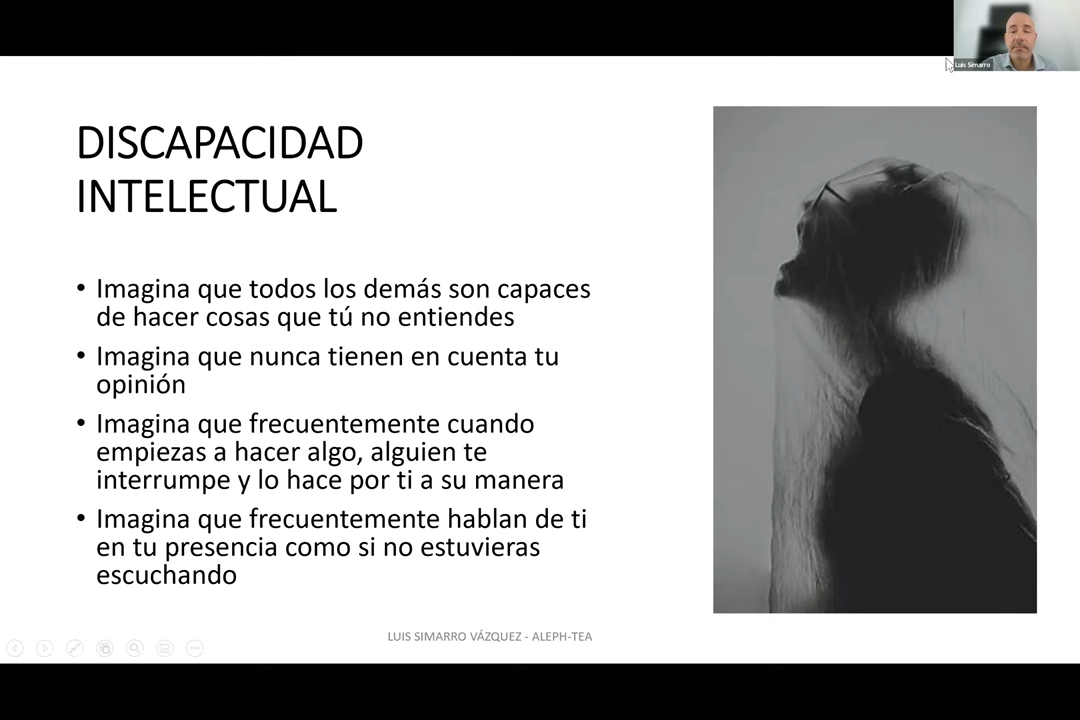 Luis Simarro
DISCAPACIDAD
INTELECTUAL
• Imagina que todos los demás son capaces
de hacer cosas que tú no entiendes
• Imagina que nunca tienen en cuenta tu
opinión
• Imagina que frecuentemente cuando
empiezas a hacer algo, alguien te
interrumpe y lo hace por ti a su manera
• Imagina que frecuentemente hablan de ti
en tu presencia como si no estuvieras
escuchando
LUIS SIMARRO VÁZQUEZ - ALEPH-TEA